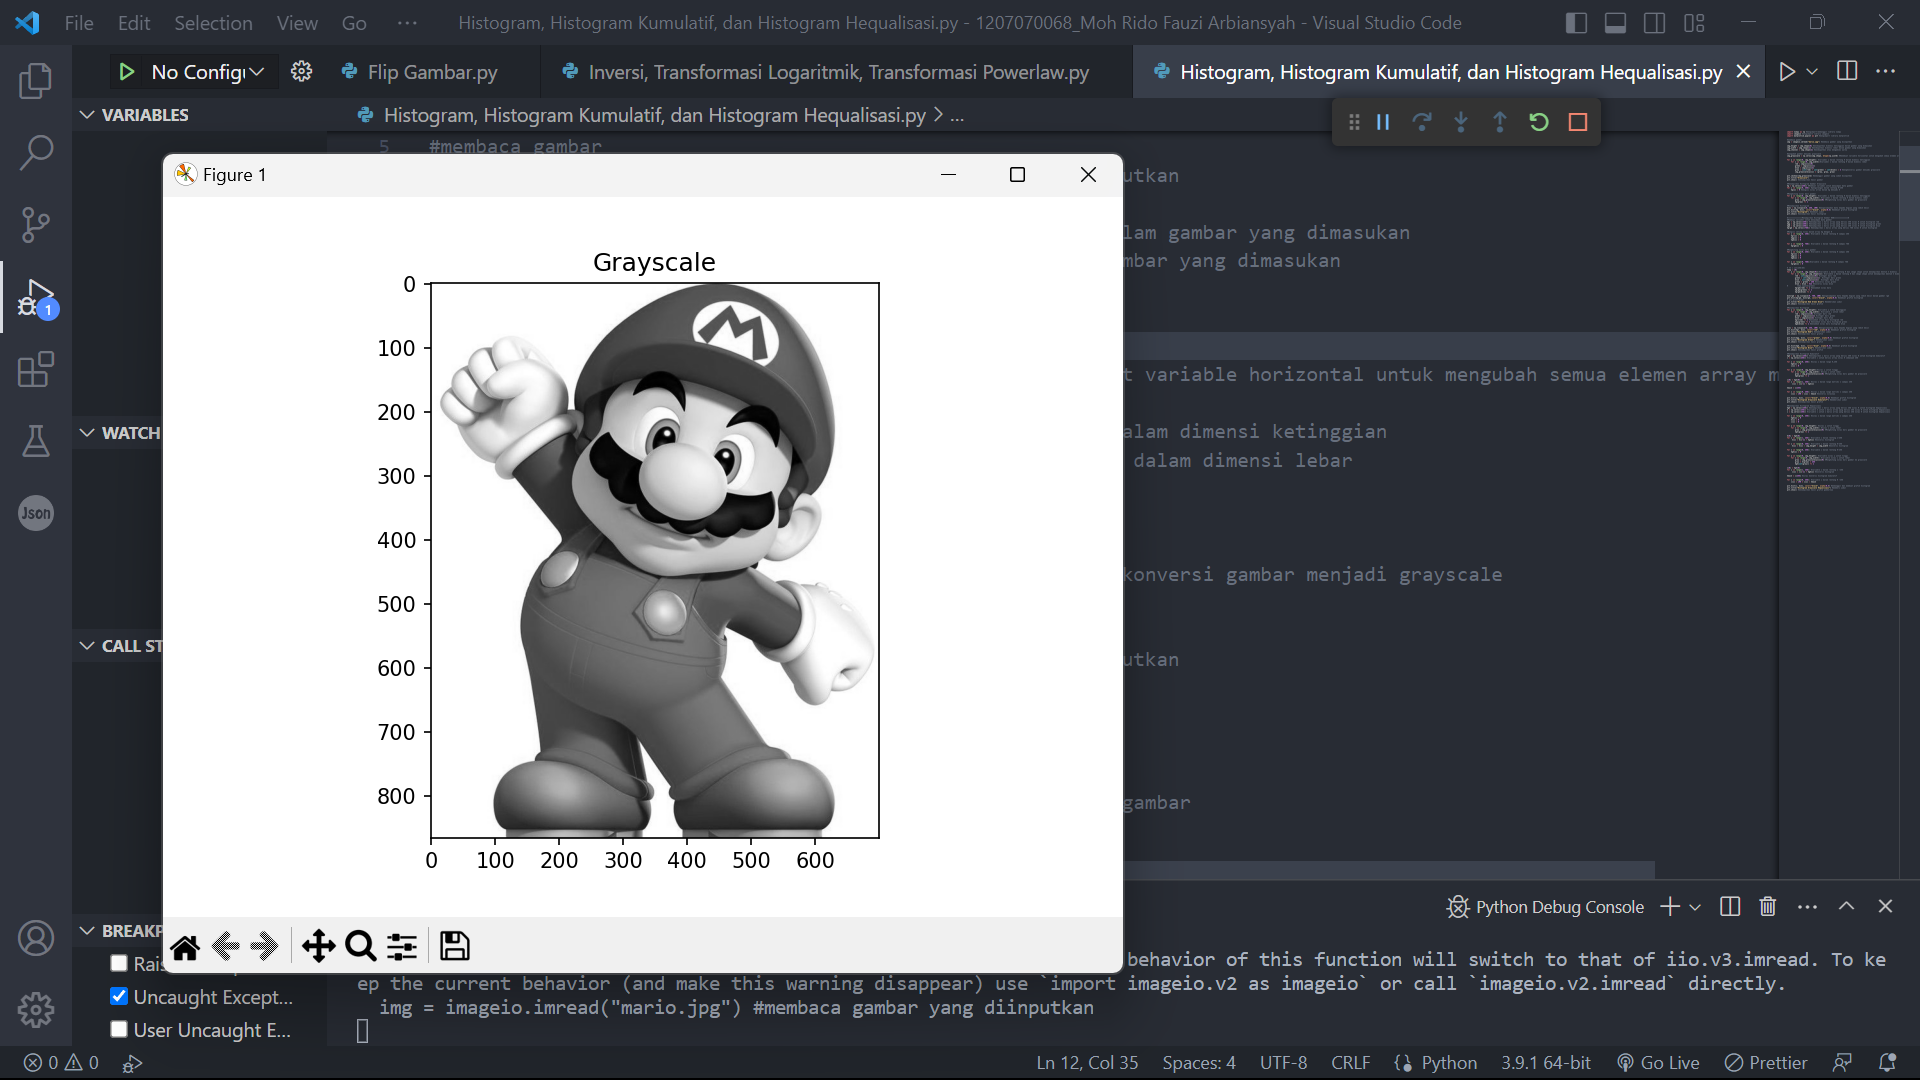 File Edit Selection View Go ··· Histogram, Histogram Kumulatif, dan Histogram Hequalisasi.py - 1207070068_Moh Rido Fauzi Arbiansyah - Visual Studio Code
No Config Flip Gambar.py Inversi, Transformasi Logaritmik, Transformasi Powerlaw.py Histogram, Histogram Kumulatif, dan Histogram Hequalisasi.py
VARIABLES
Histogram, Histogram Kumulatif, dan Histogram Hequalisasi.py > ...
5 #membaca gambar
Figure 1
utkan
lam gambar yang dimasukan
mbar yang dimasukan
Grayscale
0
100
200
300
400
500
600
700
800
0 100 200 300 400 500 600
M
t variable horizontal untuk mengubah semua elemen array m
alam dimensi ketinggian
dalam dimensi lebar
konversi gambar menjadi grayscale
utkan
gambar
WATCH
Json
CALL ST
BREAKP
Rais
Uncaught Except...
User Uncaught E...
Python Debug Console
behavior of this function will switch to that of iio.v3.imread. To ke
ep the current behavior (and make this warning disappear) use `import imageio.v2 as imageio` or call `imageio.v2.imread` directly.
img = imageio.imread("mario.jpg") #membaca gambar yang diinputkan
1
0 0 Ln 12, Col 35 Spaces: 4 UTF-8 CRLF Python 3.9.1 64-bit Go Live Prettier